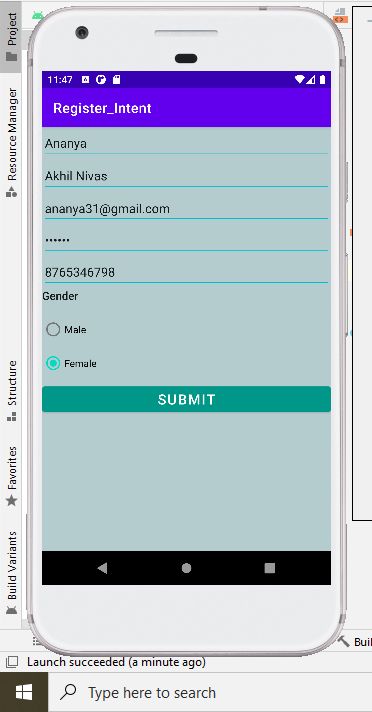 Project
Resource Manager
Structure
Favorites
Build Variants
11:47
Register_Intent
Ananya
Akhil Nivas
ananya31@gmail.com
••••••
8765346798
Gender
Male
Female
SUBMIT
Buil
Launch succeeded (a minute ago)
Type here to search